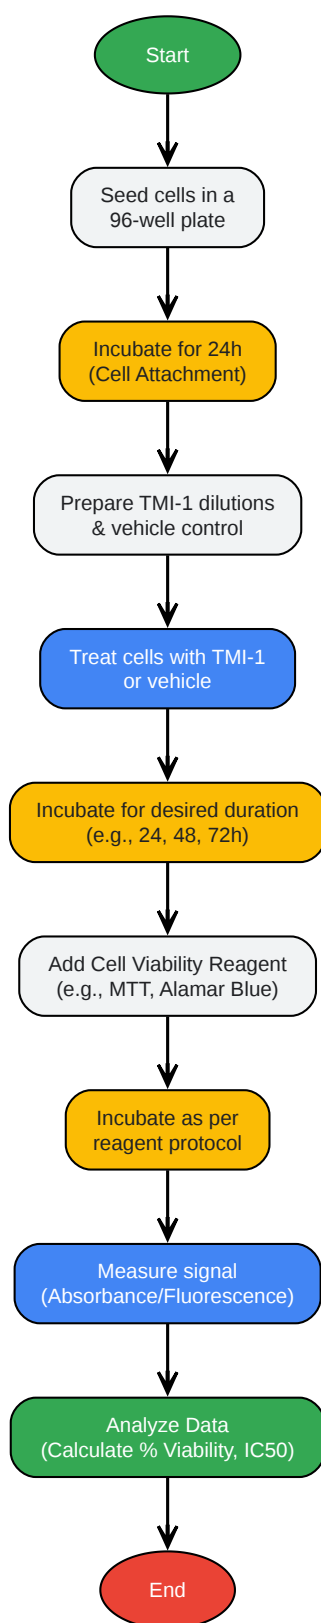 Start
Seed cells in a
96-well plate
Incubate for 24h
(Cell Attachment)
Prepare TMI-1 dilutions
& vehicle control
Treat cells with TMI-1
or vehicle
Incubate for desired duration
(e.g., 24, 48, 72h)
Add Cell Viability Reagent
(e.g., MTT, Alamar Blue)
Incubate as per
reagent protocol
Measure signal
(Absorbance/Fluorescence)
Analyze Data
(Calculate % Viability, IC50)
End